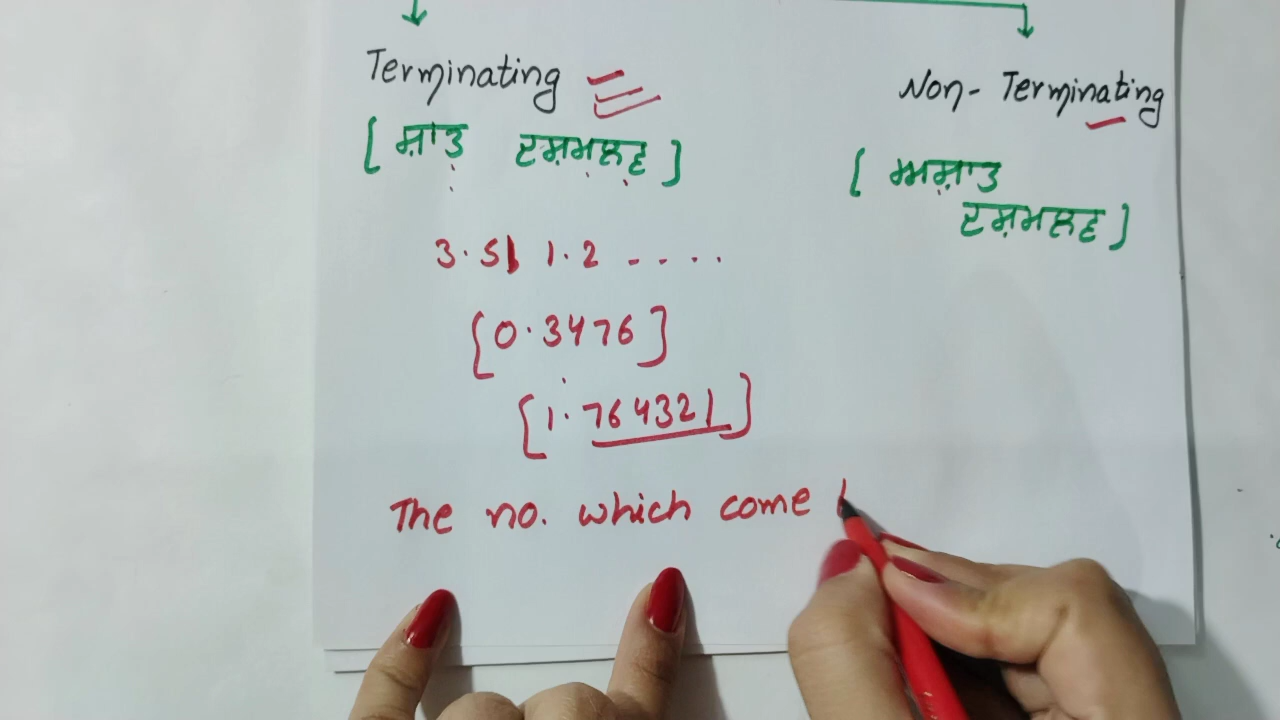 Terminating
[ ਸ਼ਾਤ ਦਸ਼ਮਲਵ ]
3.5, 1.2 ....
[0.3476]
[1.764321]
The no. which come
Non-Terminating
[ ਅਸ਼ਾਤ
ਦਸ਼ਮਲਵ ]